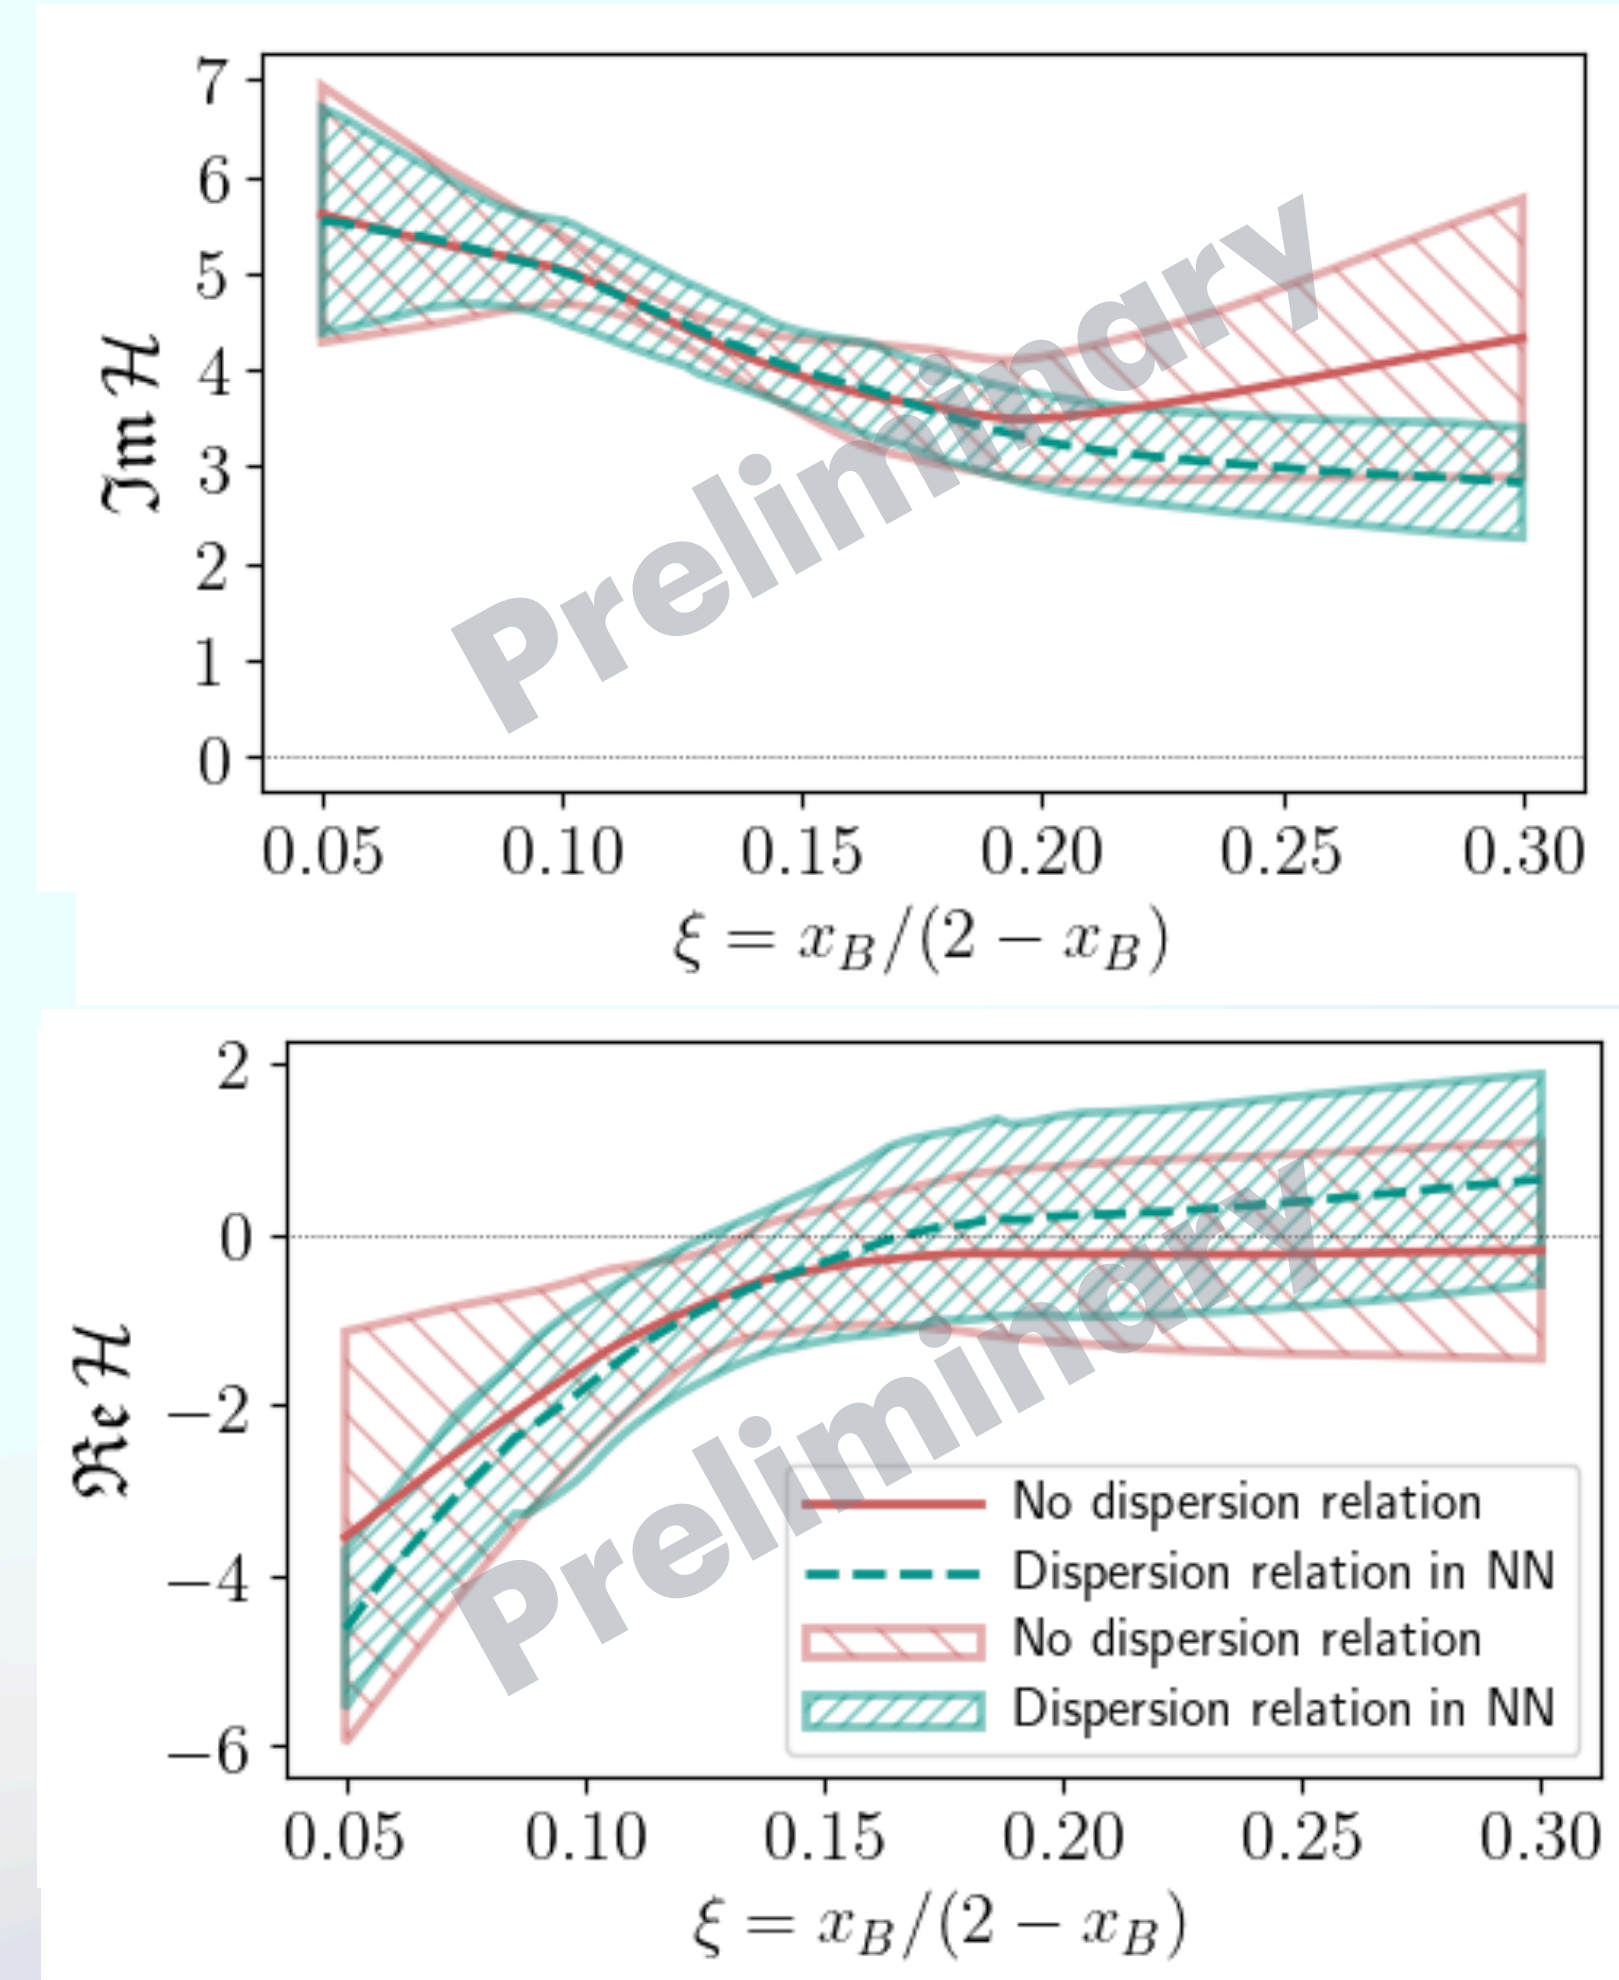 7
6
5
4
3
2
1
0
ℑm ℋ
Preliminary
0.05 0.10 0.15 0.20 0.25 0.30
ξ = x_B/(2 − x_B)
2
0
−2
−4
−6
ℜe ℋ
Preliminary
No dispersion relation
Dispersion relation in NN
No dispersion relation
Dispersion relation in NN
0.05 0.10 0.15 0.20 0.25 0.30
ξ = x_B/(2 − x_B)